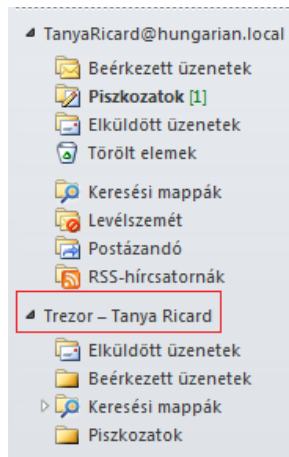 TanyaRicard@hungarian.local
Beérkezett üzenetek
Piszkozatok [1]
Elküldött üzenetek
Törölt elemek
Keresési mappák
Levélszemét
Postázandó
RSS-hírcsatornák
Trezor – Tanya Ricard
Elküldött üzenetek
Beérkezett üzenetek
Keresési mappák
Piszkozatok